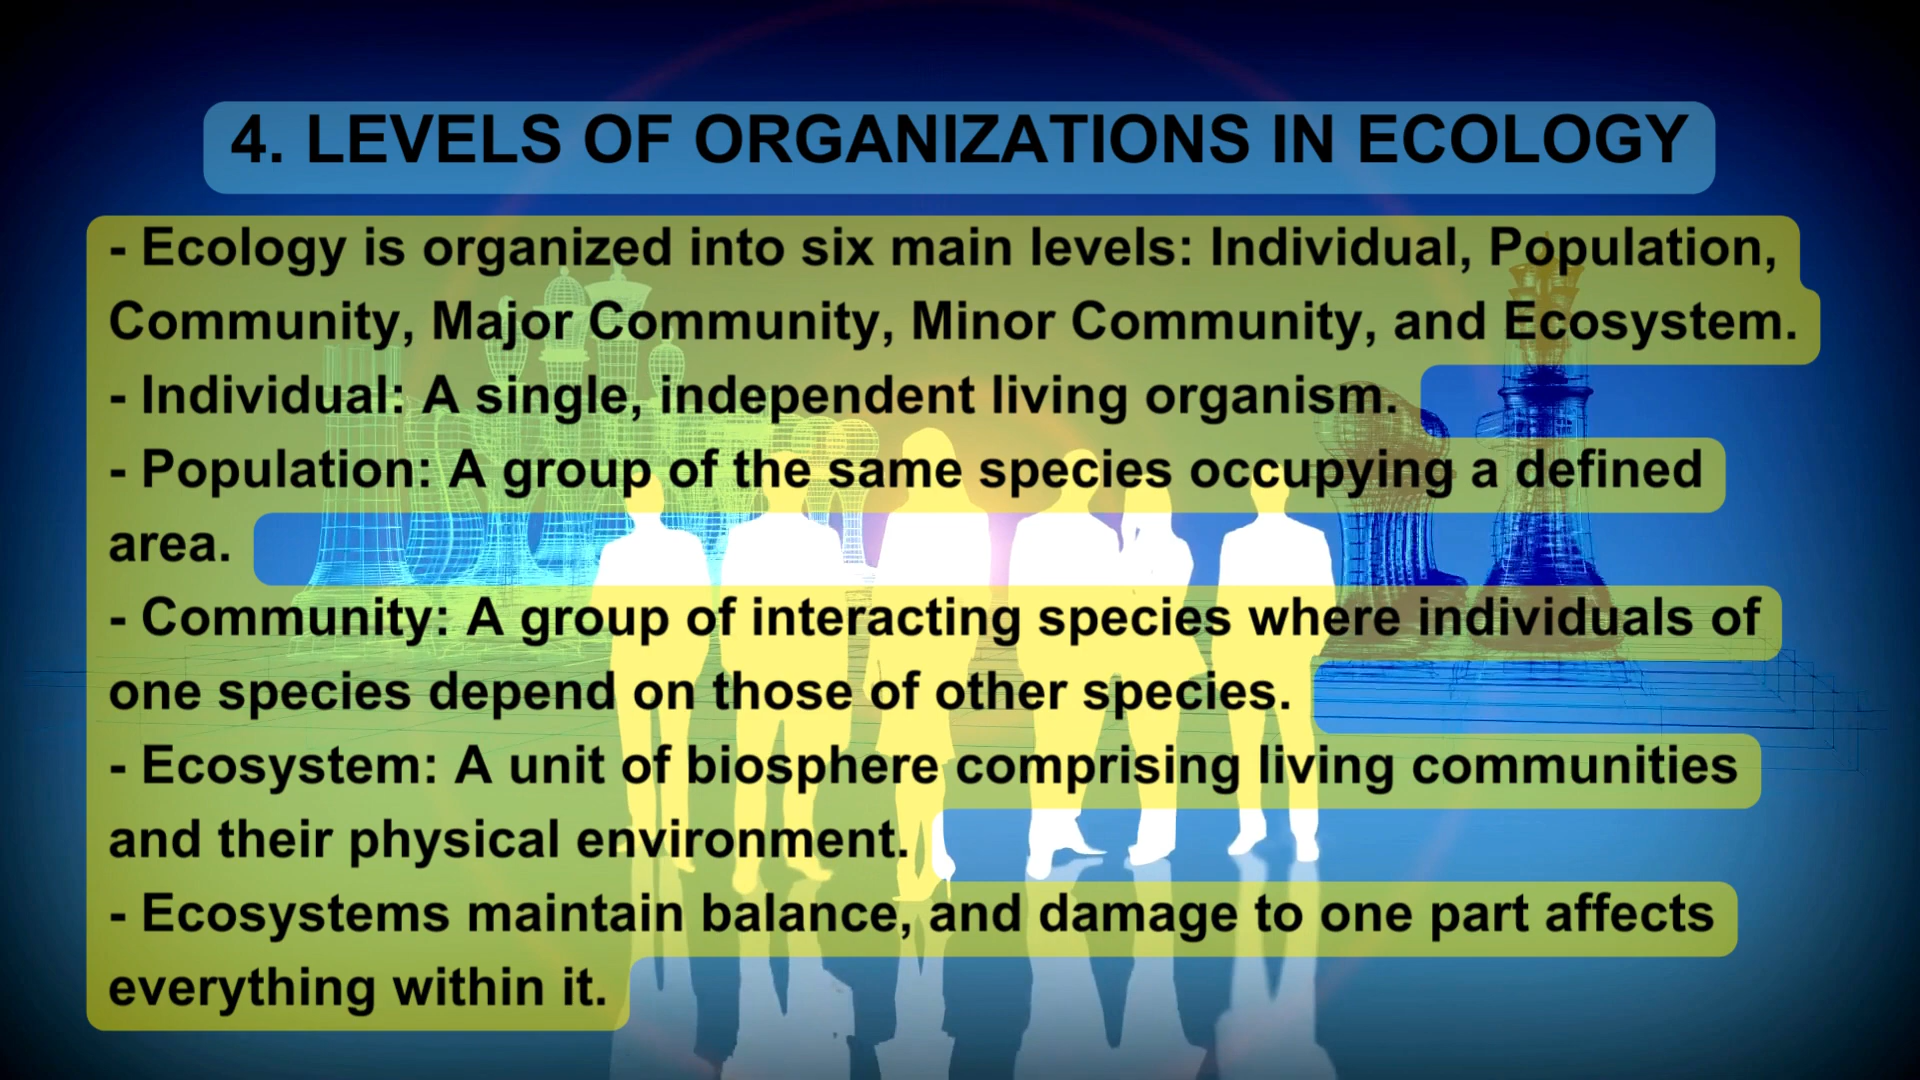 4. LEVELS OF ORGANIZATIONS IN ECOLOGY
- Ecology is organized into six main levels: Individual, Population,
Community, Major Community, Minor Community, and Ecosystem.
- Individual: A single, independent living organism.
- Population: A group of the same species occupying a defined
area.
- Community: A group of interacting species where individuals of
one species depend on those of other species.
- Ecosystem: A unit of biosphere comprising living communities
and their physical environment.
- Ecosystems maintain balance, and damage to one part affects
everything within it.